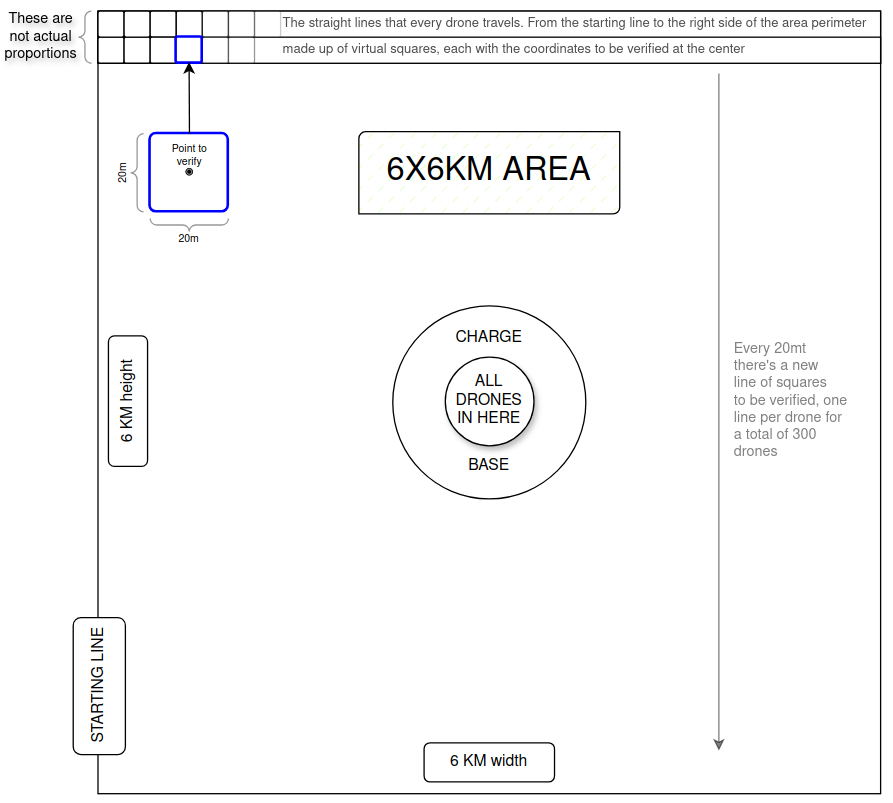 These are
not actual
proportions
The straight lines that every drone travels. From the starting line to the right side of the area perimeter
made up of virtual squares, each with the coordinates to be verified at the center
Point to
verify
20m
20m
6X6KM AREA
CHARGE
ALL
DRONES
IN HERE
BASE
6 KM height
Every 20mt
there's a new
line of squares
to be verified, one
line per drone for
a total of 300
drones
STARTING LINE
6 KM width